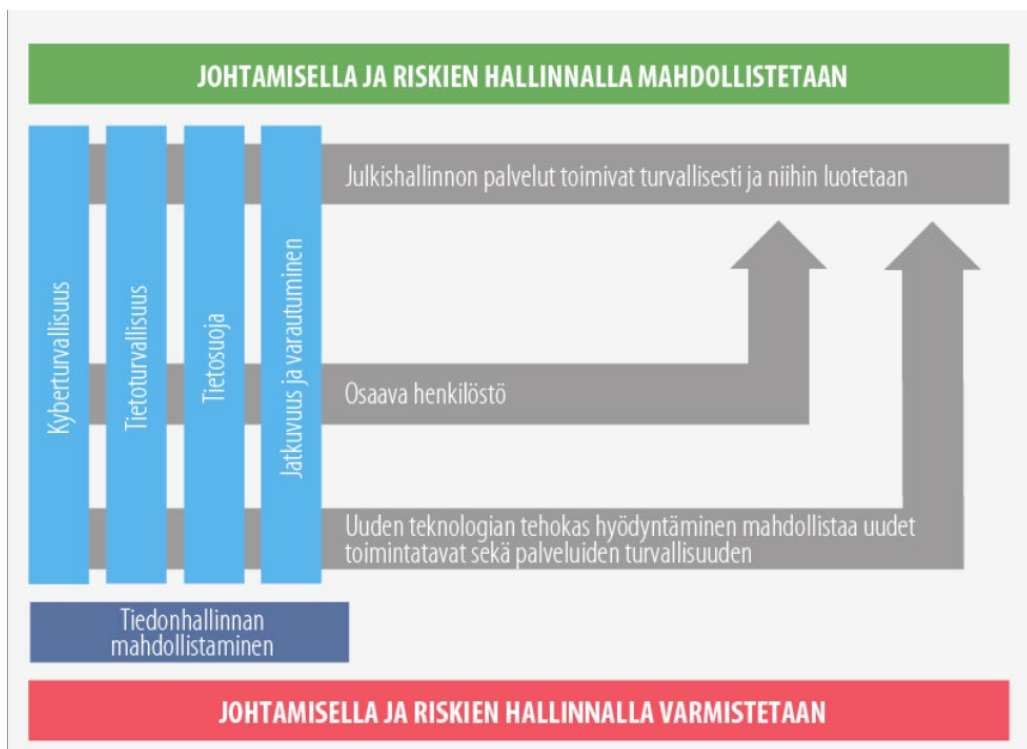 JOHTAMISELLA JA RISKIEN HALLINNALLA MAHDOLLISTETAAN
Kyberturvallisuus
Tietoturvallisuus
Tietosuoja
Jatkuvuus ja varautuminen
Julkishallinnon palvelut toimivat turvallisesti ja niihin luotetaan
Osaava henkilöstö
Uuden teknologian tehokas hyödyntäminen mahdollistaa uudet
toimintatavat sekä palveluiden turvallisuuden
Tiedonhallinnan
mahdollistaminen
JOHTAMISELLA JA RISKIEN HALLINNALLA VARMISTETAAN